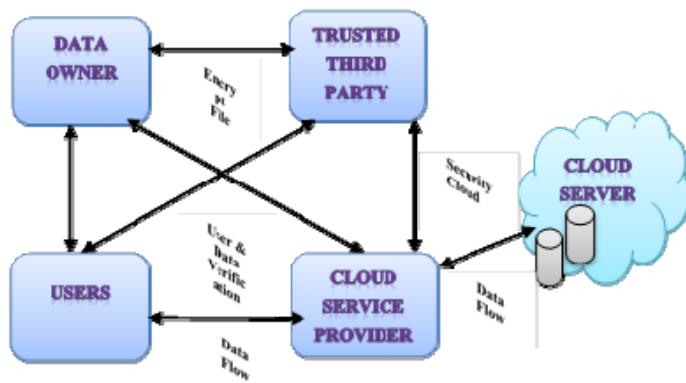 DATA
OWNER
TRUSTED
THIRD
PARTY
Encry
pt
File
Security
Cloud
CLOUD
SERVER
User &
Data
Verific
ation
USERS
CLOUD
SERVICE
PROVIDER
Data
Flow
Data
Flow